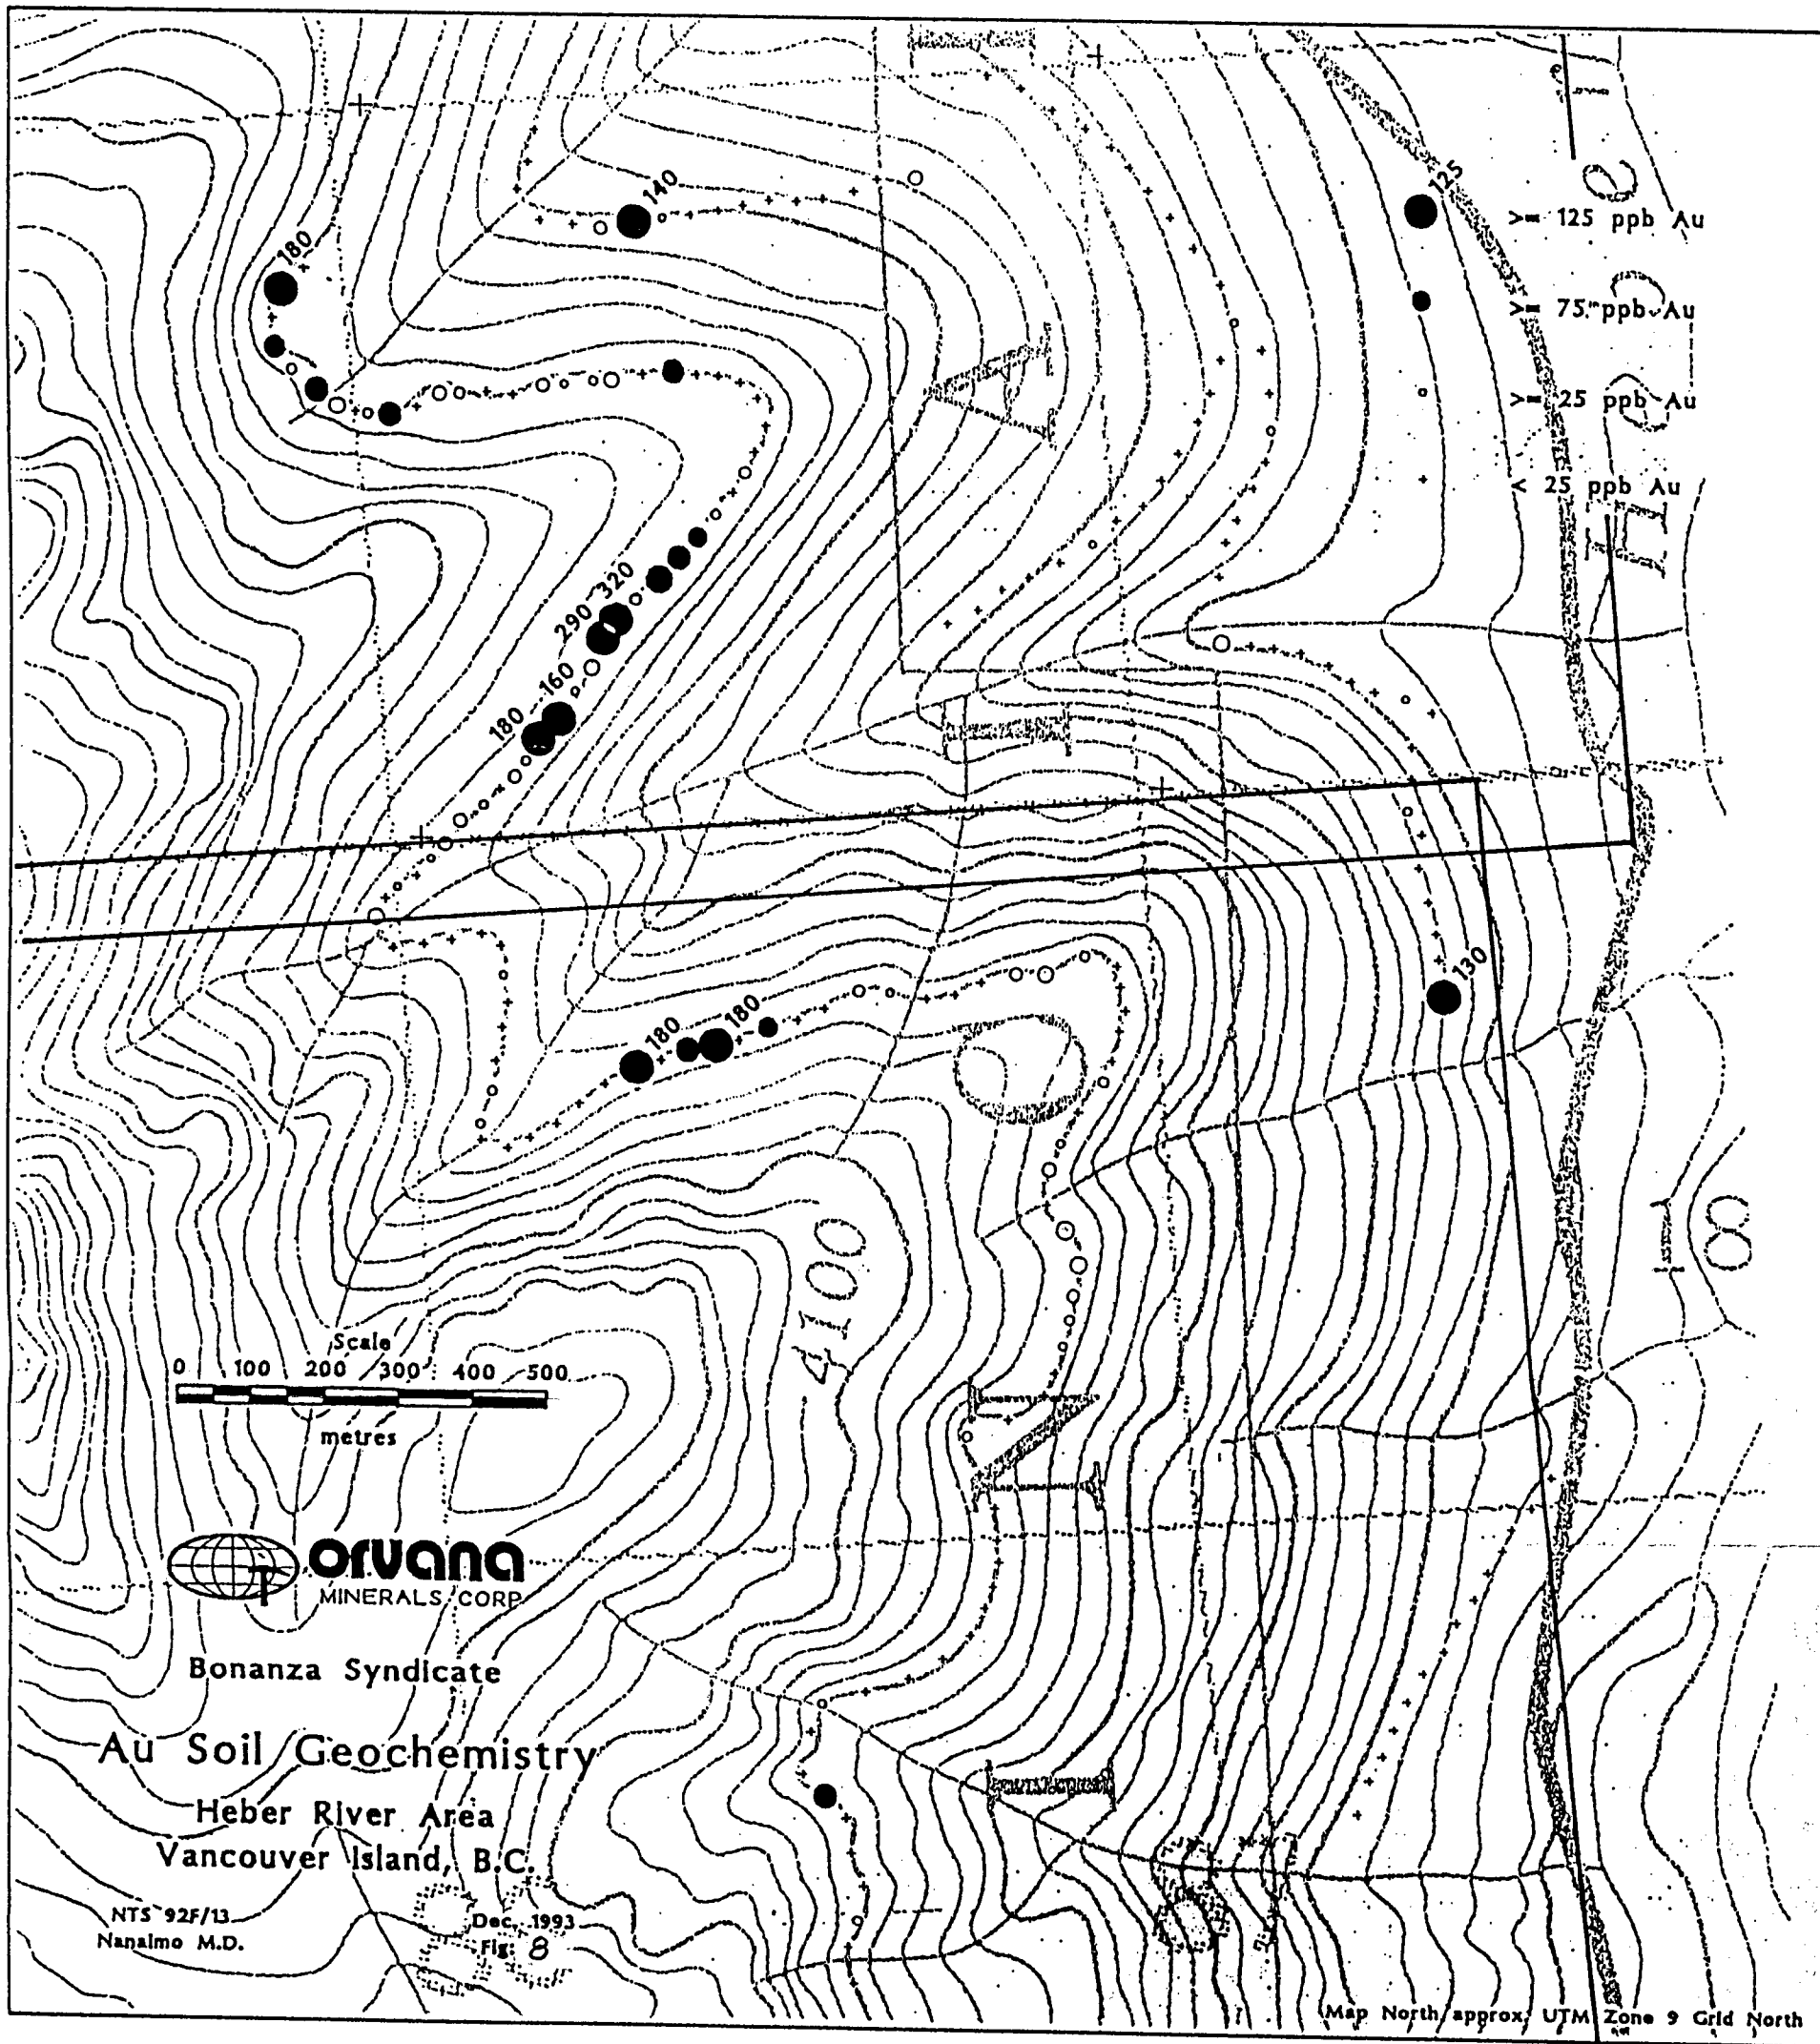 125
>= 125 ppb Au
>= 75 ppb Au
>= 25 ppb Au
< 25 ppb Au
140
180
320
290
160
180
130
180
180
18
4100
Scale
0 100 200 300 400 500
metres
orvana
MINERALS CORP
Bonanza Syndicate
Au Soil Geochemistry
Heber River Area
Vancouver Island, B.C.
NTS 92F/13
Nanaimo M.D.
Dec. 1993
Fig. 8
Map North approx. UTM Zone 9 Grid North